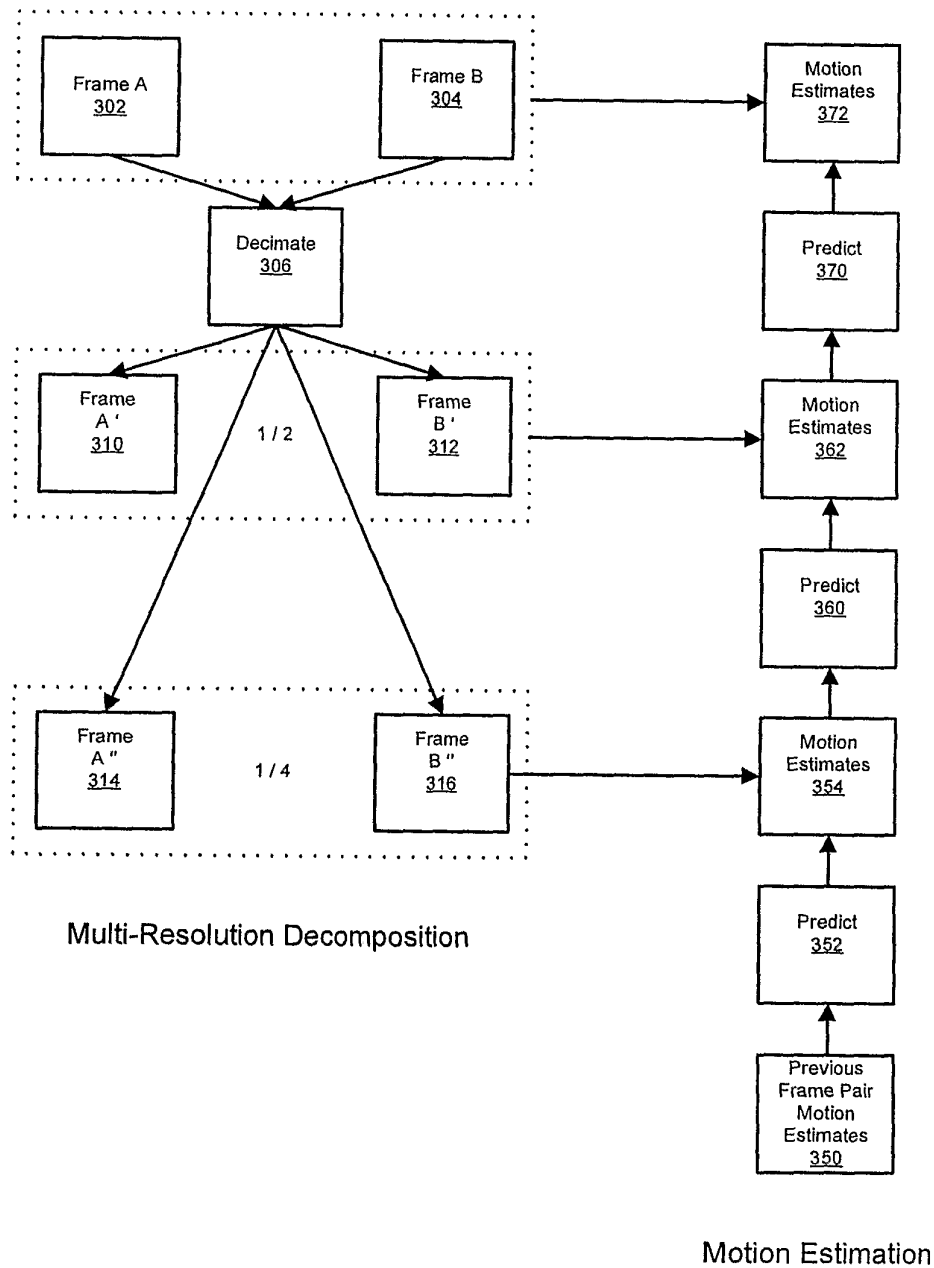 Frame A
302
Frame B
304
Motion
Estimates
372
Decimate
306
Predict
370
Frame
A '
310
1 / 2
Frame
B '
312
Motion
Estimates
362
Predict
360
Frame
A "
314
1 / 4
Frame
B "
316
Motion
Estimates
354
Multi-Resolution Decomposition
Predict
352
Previous
Frame Pair
Motion
Estimates
350
Motion Estimation